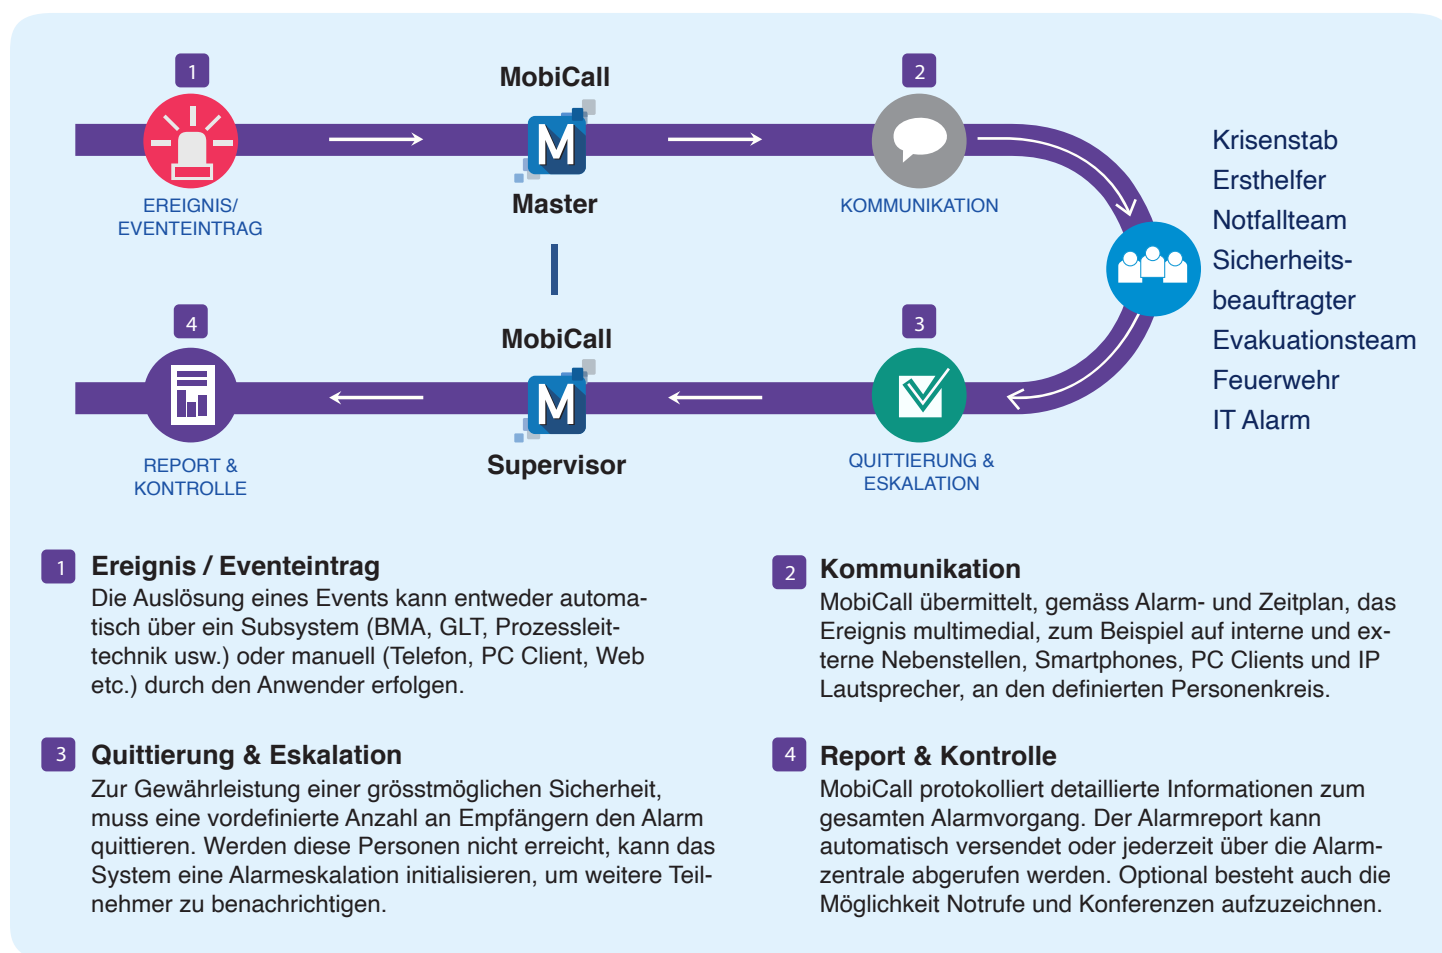 1
MobiCall
2
M
Master
EREIGNIS/
EVENTEINTRAG
KOMMUNIKATION
Krisenstab
Ersthelfer
Notfallteam
Sicherheits-
beauftragter
Evakuationsteam
Feuerwehr
IT Alarm
4
MobiCall
3
M
Supervisor
REPORT &
KONTROLLE
QUITTIERUNG &
ESKALATION
1 Ereignis / Eventeintrag
Die Auslösung eines Events kann entweder automa-
tisch über ein Subsystem (BMA, GLT, Prozessleit-
technik usw.) oder manuell (Telefon, PC Client, Web
etc.) durch den Anwender erfolgen.
2 Kommunikation
MobiCall übermittelt, gemäss Alarm- und Zeitplan, das
Ereignis multimedial, zum Beispiel auf interne und ex-
terne Nebenstellen, Smartphones, PC Clients und IP
Lautsprecher, an den definierten Personenkreis.
3 Quittierung & Eskalation
Zur Gewährleistung einer grösstmöglichen Sicherheit,
muss eine vordefinierte Anzahl an Empfängern den Alarm
quittieren. Werden diese Personen nicht erreicht, kann das
System eine Alarmeskalation initialisieren, um weitere Teil-
nehmer zu benachrichtigen.
4 Report & Kontrolle
MobiCall protokolliert detaillierte Informationen zum
gesamten Alarmvorgang. Der Alarmreport kann
automatisch versendet oder jederzeit über die Alarm-
zentrale abgerufen werden. Optional besteht auch die
Möglichkeit Notrufe und Konferenzen aufzuzeichnen.